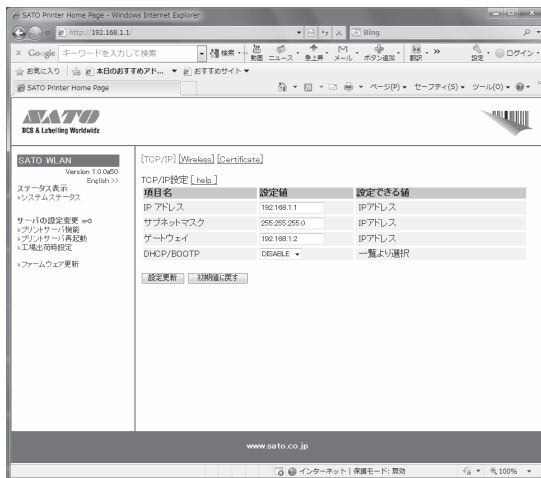 SATO Printer Home Page - Windows Internet Explorer
http://192.168.1.1/
Bing
Google
キーワードを入力して検索
検索
動画
ニュース
急上昇
メール
ボタン追加
翻訳
»
設定
ログイン
お気に入り
本日のおすすめアド...
おすすめサイト
SATO Printer Home Page
ページ(P)
セーフティ(S)
ツール(O)
SATO
DCS & Labelling Worldwide
SATO WLAN
Version 1.0.0a50
English >>
ステータス表示
システムステータス
サーバの設定変更
プリントサーバ機能
プリントサーバ再起動
工場出荷時設定
ファームウェア更新
[TCP/IP] [Wireless] [Certificate]
TCP/IP設定 [ help ]
項目名 設定値 設定できる値
IP アドレス 192.168.1.1 IPアドレス
サブネットマスク 255.255.255.0 IPアドレス
ゲートウェイ 192.168.1.2 IPアドレス
DHCP/BOOTP DISABLE 一覧より選択
設定更新 初期値に戻す
www.sato.co.jp
インターネット | 保護モード: 無効
100%